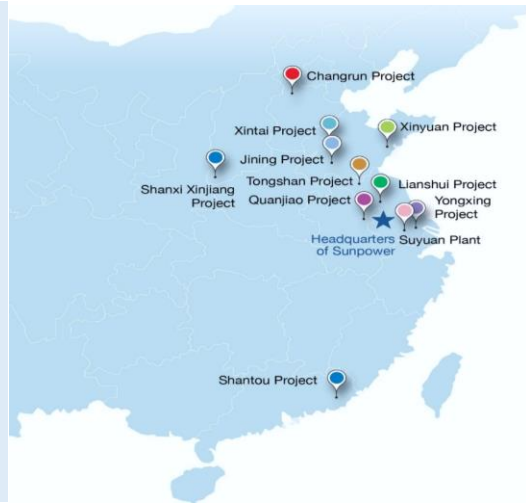 Changrun Project
Xintai Project
Xinyuan Project
Jining Project
Tongshan Project
Lianshui Project
Shanxi Xinjiang
Project
Quanjiao Project
Yongxing
Project
Headquarters
of Sunpower
Suyuan Plant
Shantou Project